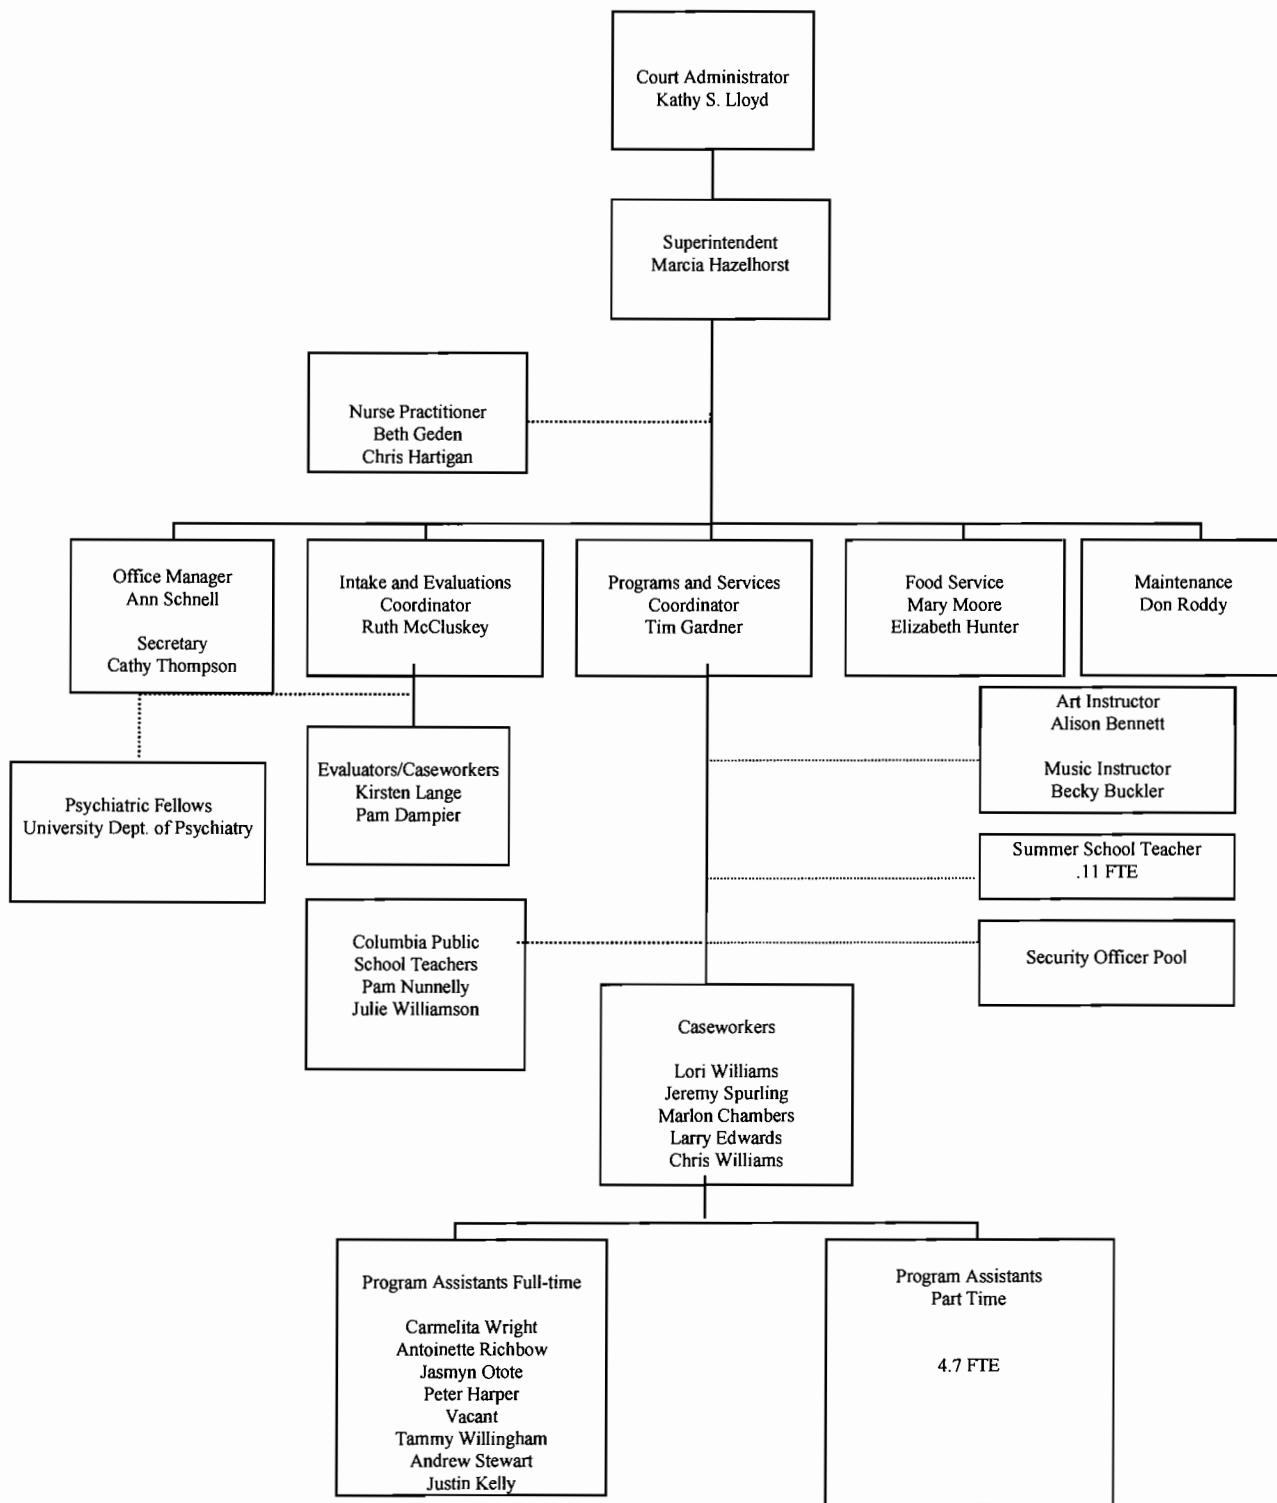 Court Administrator
Kathy S. Lloyd
Superintendent
Marcia Hazelhorst
Nurse Practitioner
Beth Geden
Chris Hartigan
Office Manager
Ann Schnell
Secretary
Cathy Thompson
Intake and Evaluations
Coordinator
Ruth McCluskey
Programs and Services
Coordinator
Tim Gardner
Food Service
Mary Moore
Elizabeth Hunter
Maintenance
Don Roddy
Art Instructor
Alison Bennett
Music Instructor
Becky Buckler
Evaluators/Caseworkers
Kirsten Lange
Pam Dampier
Psychiatric Fellows
University Dept. of Psychiatry
Summer School Teacher
.11 FTE
Columbia Public
School Teachers
Pam Nunnelly
Julie Williamson
Security Officer Pool
Caseworkers
Lori Williams
Jeremy Spurling
Marlon Chambers
Larry Edwards
Chris Williams
Program Assistants Full-time
Carmelita Wright
Antoinette Richbow
Jasmyn Otote
Peter Harper
Vacant
Tammy Willingham
Andrew Stewart
Justin Kelly
Program Assistants
Part Time
4.7 FTE